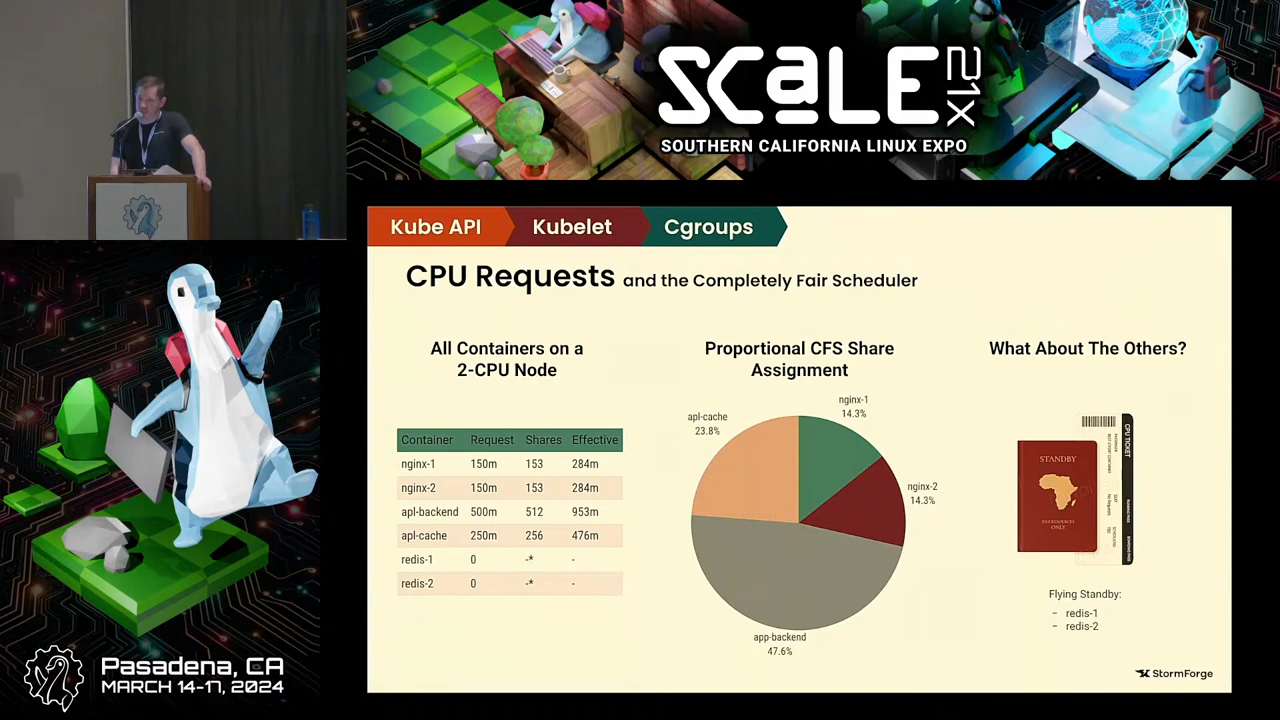 SCaLE 21x
SOUTHERN CALIFORNIA LINUX EXPO
Kube API
Kubelet
Cgroups
CPU Requests and the Completely Fair Scheduler
All Containers on a
2-CPU Node
Container Request Shares Effective
nginx-1 150m 153 284m
nginx-2 150m 153 284m
apl-backend 500m 512 953m
apl-cache 250m 256 476m
redis-1 0 -* -
redis-2 0 -* -
Proportional CFS Share
Assignment
nginx-1
14.3%
apl-cache
23.8%
nginx-2
14.3%
app-backend
47.6%
What About The Others?
STANDBY
ONLY
CPU TICKET
Flying Standby:
- redis-1
- redis-2
StormForge
Pasadena, CA
MARCH 14-17, 2024